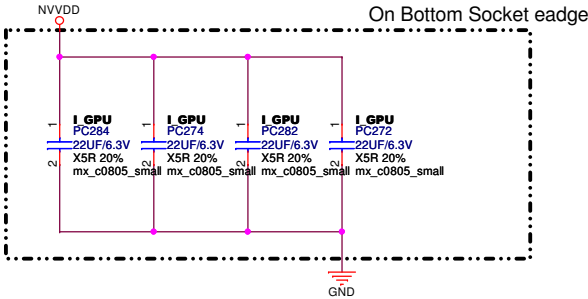 NVVDD
On Bottom Socket eadge
1
I_GPU
PC284
22UF/6.3V
X5R 20%
mx_c0805_small
2
1
I_GPU
PC274
22UF/6.3V
X5R 20%
mx_c0805_small
2
1
I_GPU
PC282
22UF/6.3V
X5R 20%
mx_c0805_small
2
1
I_GPU
PC272
22UF/6.3V
X5R 20%
mx_c0805_small
2
GND